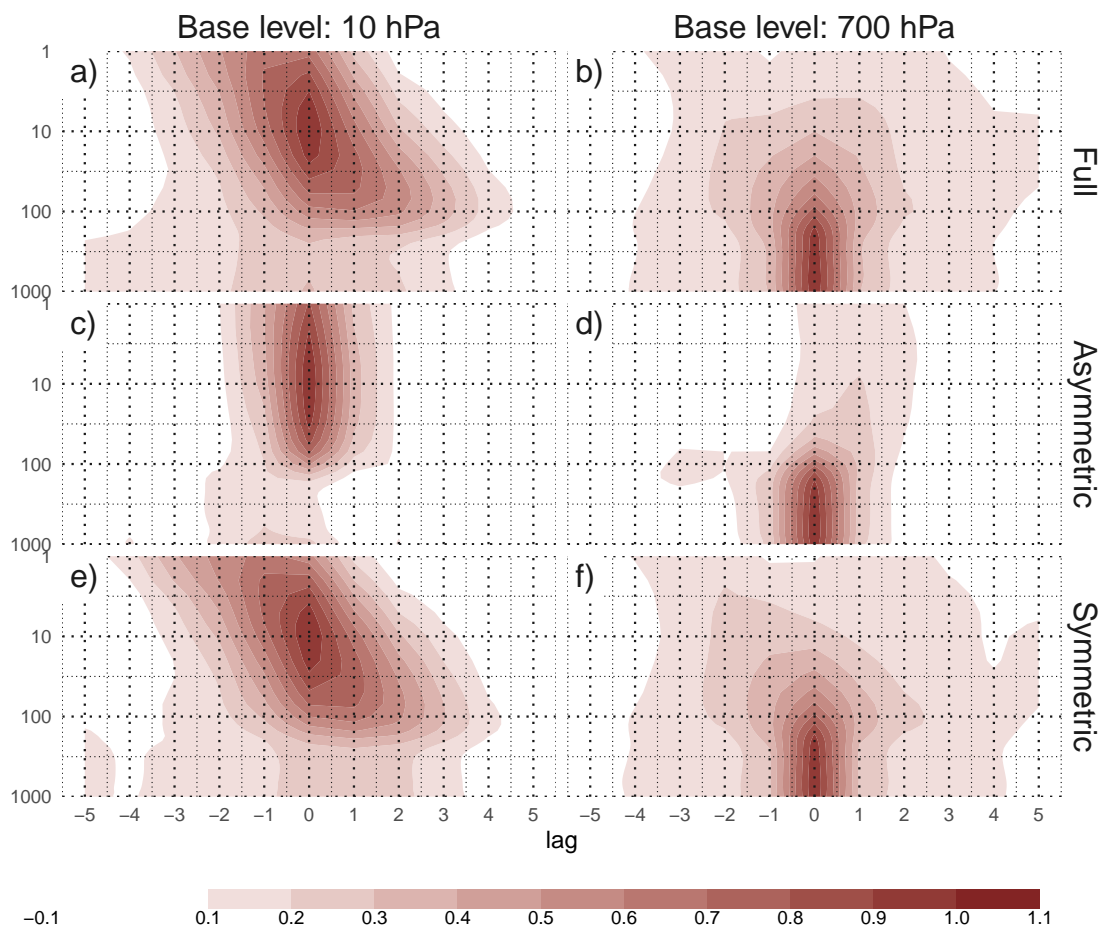 Base level: 10 hPa Base level: 700 hPa
a) b)
1
10
100
1000
Full
c) d)
1
10
100
1000
Asymmetric
e) f)
1
10
100
1000
Symmetric
−5 −4 −3 −2 −1 0 1 2 3 4 5 −5 −4 −3 −2 −1 0 1 2 3 4 5
lag
−0.1 0.1 0.2 0.3 0.4 0.5 0.6 0.7 0.8 0.9 1.0 1.1